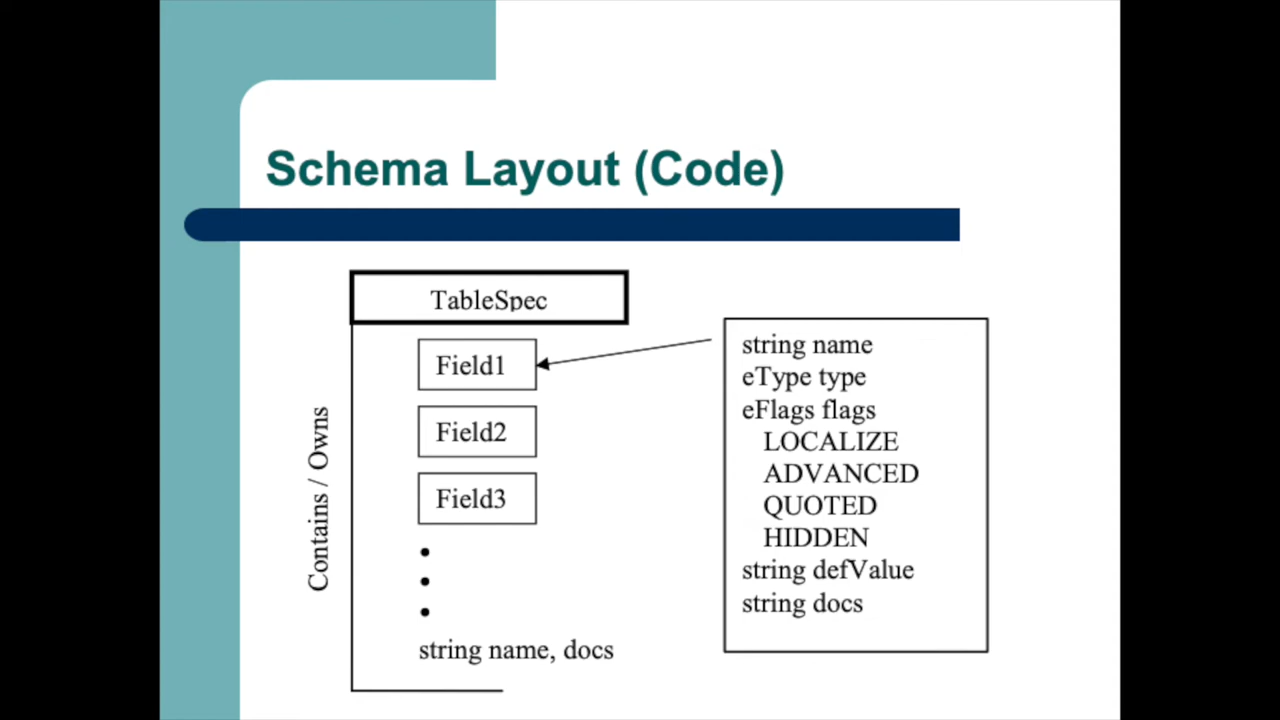 Schema Layout (Code)
TableSpec
Field1
Field2
Field3
string name, docs
Contains / Owns
string name
eType type
eFlags flags
LOCALIZE
ADVANCED
QUOTED
HIDDEN
string defValue
string docs